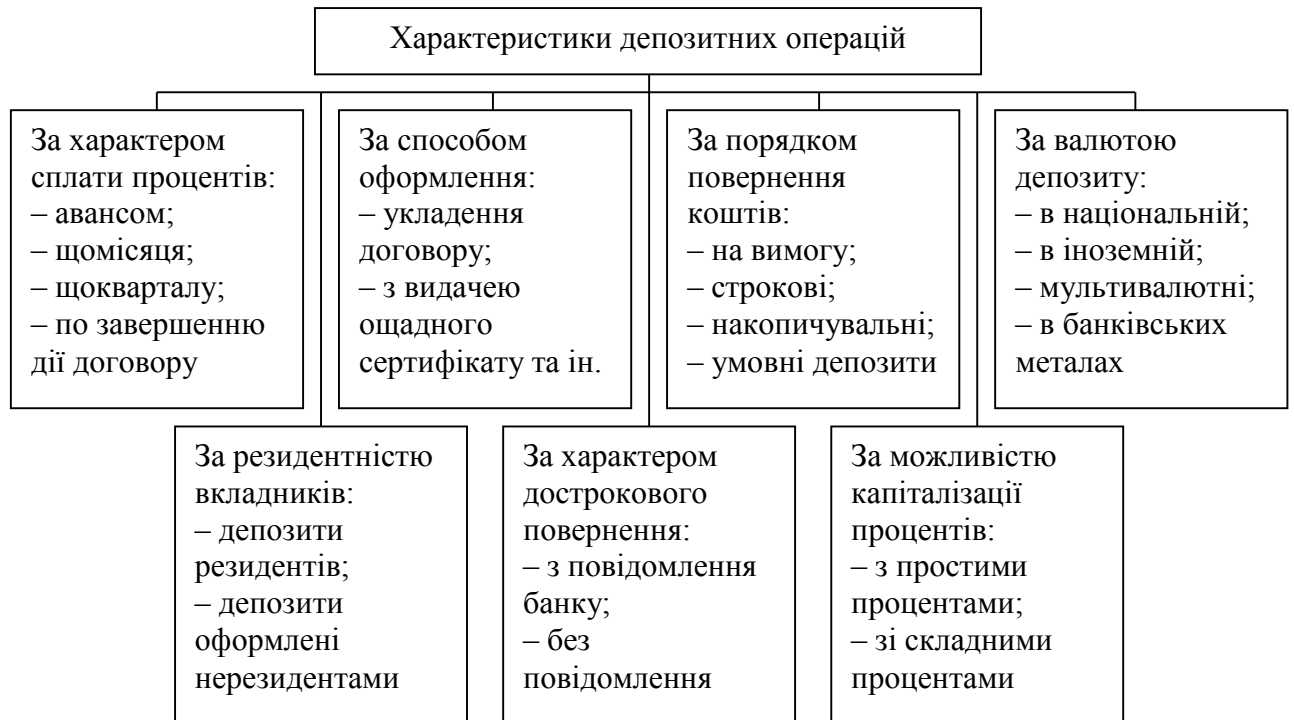 Характеристики депозитних операцій
За характером
сплати процентів:
– авансом;
– щомісяця;
– щокварталу;
– по завершенню
дії договору
За способом
оформлення:
– укладення
договору;
– з видачею
ощадного
сертифікату та ін.
За порядком
повернення
коштів:
– на вимогу;
– строкові;
– накопичувальні;
– умовні депозити
За валютою
депозиту:
– в національній;
– в іноземній;
– мультивалютні;
– в банківських
металах
За резидентністю
вкладників:
– депозити
резидентів;
– депозити
оформлені
нерезидентами
За характером
дострокового
повернення:
– з повідомлення
банку;
– без
повідомлення
За можливістю
капіталізації
процентів:
– з простими
процентами;
– зі складними
процентами